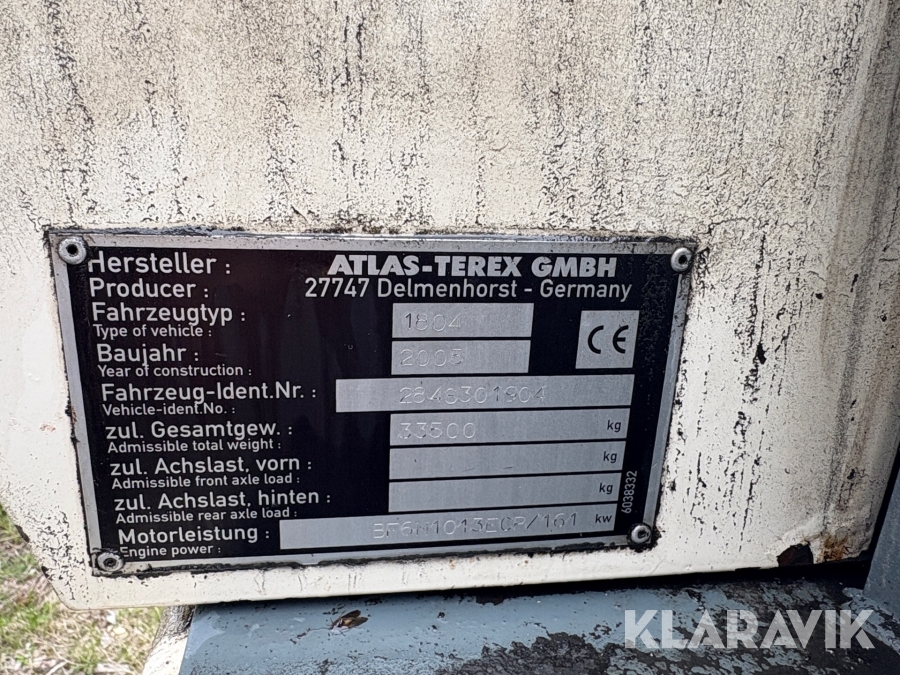 Hersteller : ATLAS-TEREX GMBH
Producer : 27747 Delmenhorst - Germany
Fahrzeugtyp : 1804
Type of vehicle :
CE
Baujahr : 2003
Year of construction :
Fahrzeug-Ident.Nr. : 284S301904
Vehicle-ident.No. :
zul. Gesamtgew. : 33500 kg
Admissible total weight :
zul. Achslast, vorn : kg
Admissible front axle load :
zul. Achslast, hinten : kg
Admissible rear axle load :
Motorleistung : BF6M1013ECP/161 kw
Engine power :
6038332
KLARAVIK